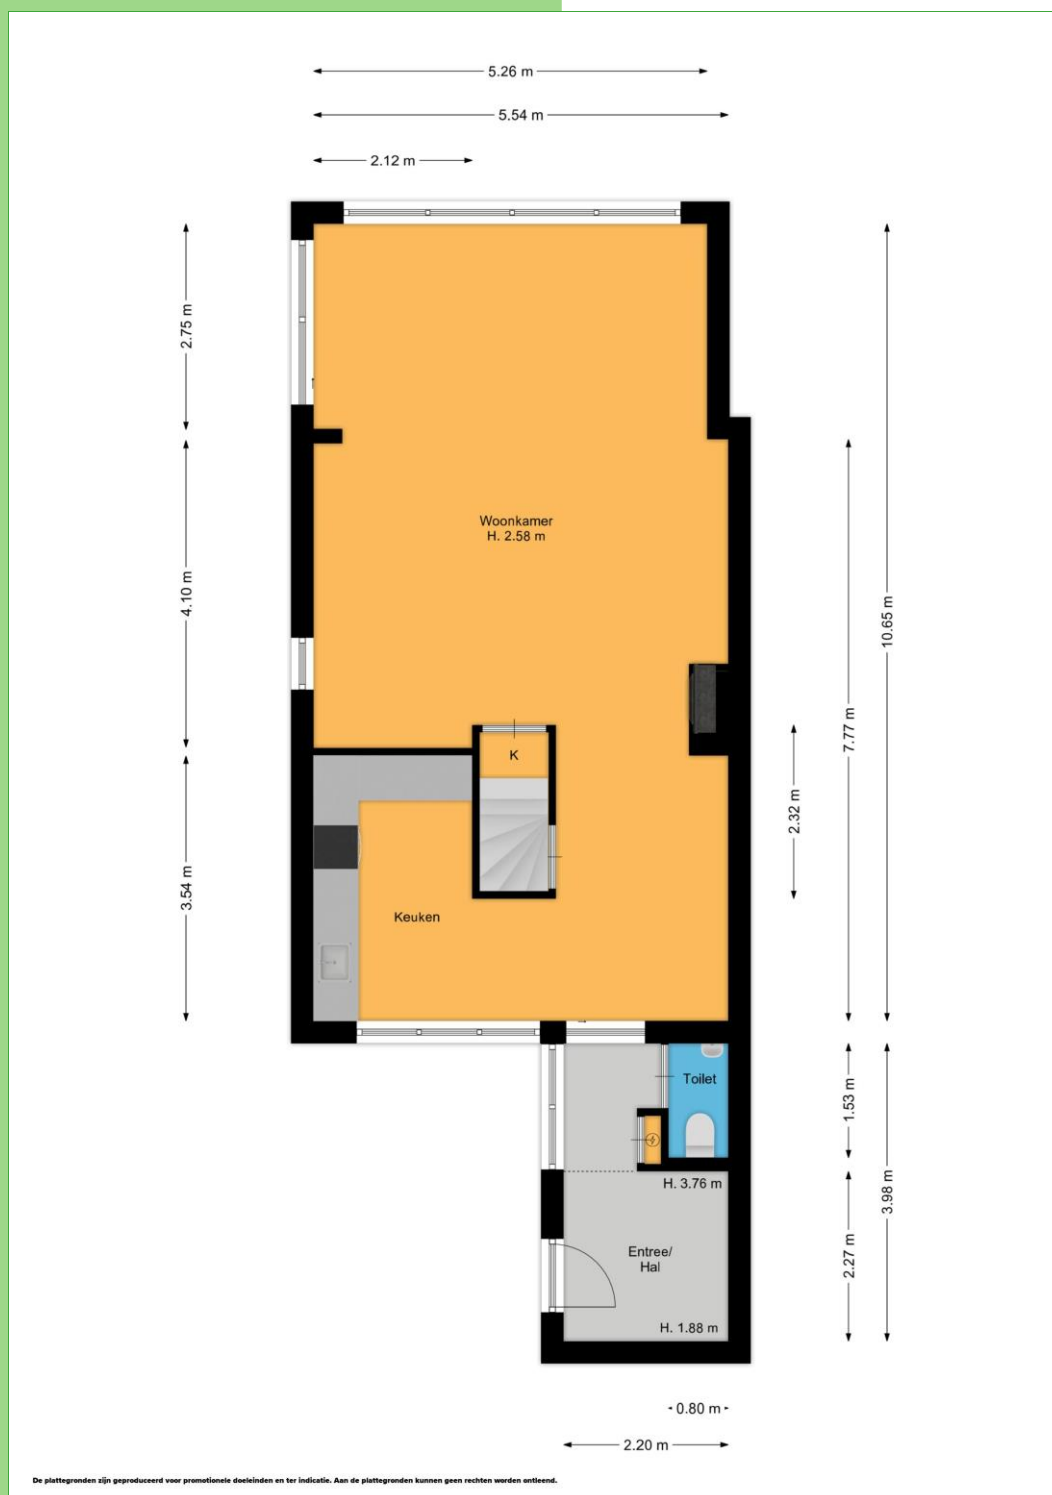 5.26 m
5.54 m
2.12 m
2.75 m
4.10 m
3.54 m
10.65 m
7.77 m
2.32 m
Woonkamer
H. 2.58 m
K
Keuken
Toilet
1.53 m
3.98 m
2.27 m
H. 3.76 m
Entree/
Hal
H. 1.88 m
0.80 m
2.20 m
De plattegronden zijn geproduceerd voor promotionele doeleinden en ter indicatie. Aan de plattegronden kunnen geen rechten worden ontleend.